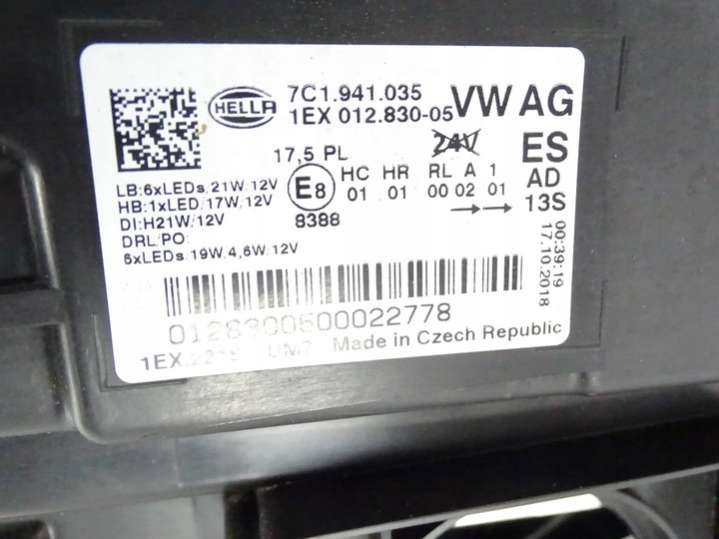 HELLA
7C1.941.035
VW AG
1EX 012.830-05
17,5 PL
24V
ES
LB:6xLEDs/21W/12V
HB:1xLED/17W/12V
DI:H21W/12V
DRL/PO:
6xLEDs/19W/4,6W/12V
E8
8388
HC HR RL A 1
01 01 00 02 01
AD
13S
00:39:19
17.10.2018
Made in Czech Republic